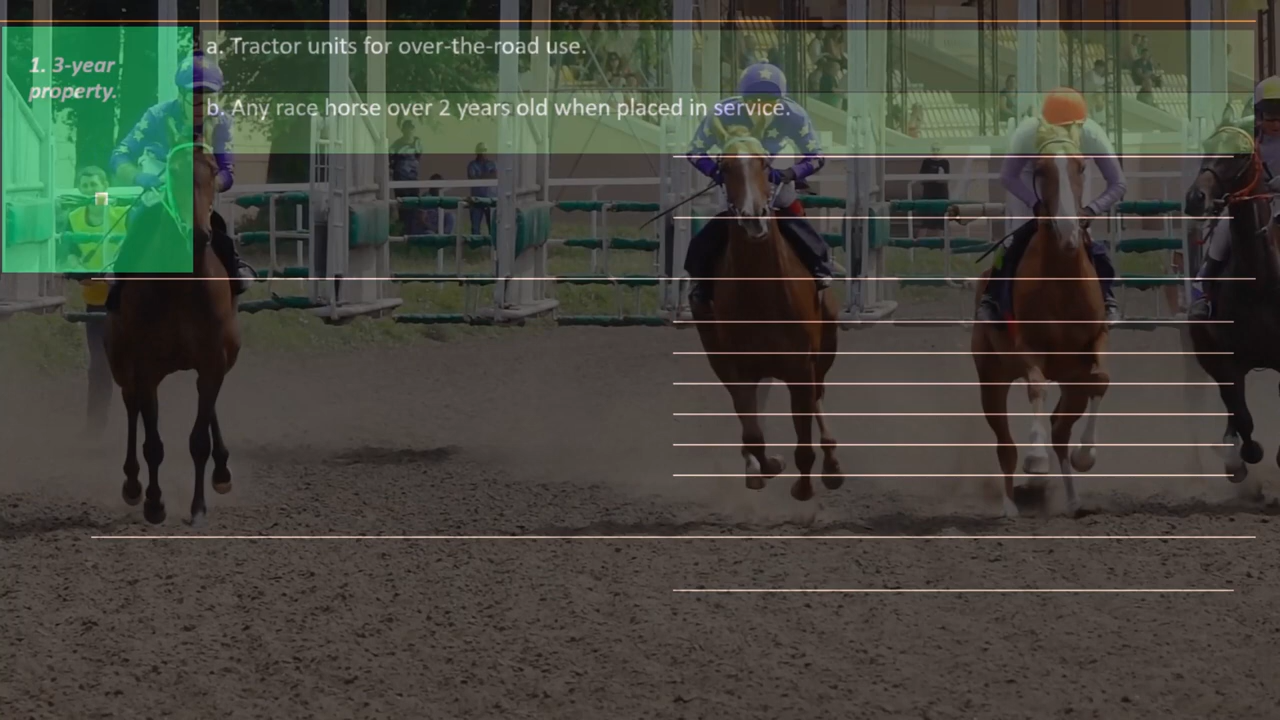 1. 3-year
property.
a. Tractor units for over-the-road use.
b. Any race horse over 2 years old when placed in service.